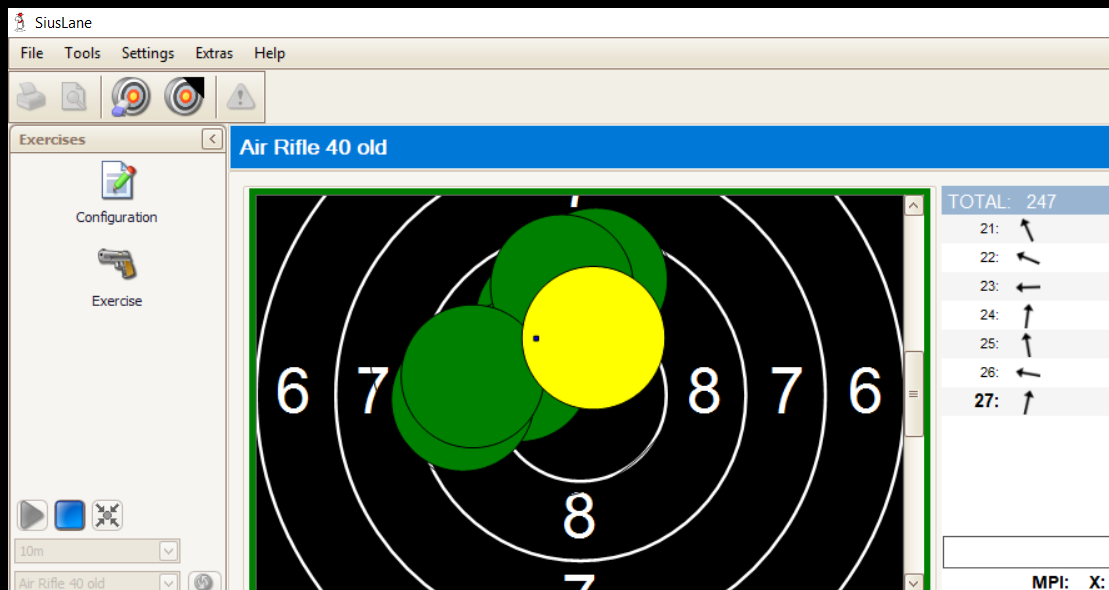 SiusLane
File Tools Settings Extras Help
Exercises
Configuration
Exercise
10m
Air Rifle 40 old
Air Rifle 40 old
7
6 7 8 7 6
8
7
TOTAL: 247
21:
22:
23:
24:
25:
26:
27:
MPI: X: